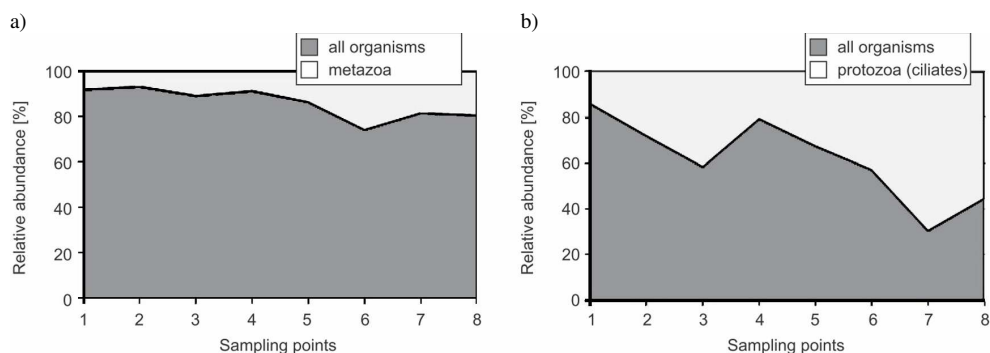 a)
all organisms
metazoa
Relative abundance [%]
100
80
60
40
20
0
1 2 3 4 5 6 7 8
Sampling points
b)
all organisms
protozoa (ciliates)
Relative abundance [%]
100
80
60
40
20
0
1 2 3 4 5 6 7 8
Sampling points